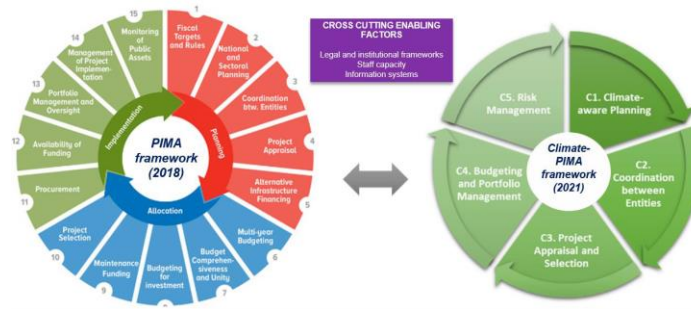 15
Monitoring of
Public Assets
1
Fiscal
Targets
and Rules
2
National and
Sectoral
Planning
3
Coordination
btw. Entities
4
Project
Appraisal
5
Alternative
Infrastructure
Financing
6
Multi-year
Budgeting
7
Budget
Comprehen-
siveness and Unity
Budgeting
for
investment
9
Maintenance
Funding
10
Project
Selection
11
Procurement
12
Availability of
Funding
13
Portfolio
Management and
Oversight
14
Management
of Project
Implemen-
tation
Implementation
Planning
Allocation
PIMA
framework
(2018)
CROSS CUTTING ENABLING
FACTORS
Legal and institutional frameworks
Staff capacity
Information systems
C1. Climate-
aware Planning
C2.
Coordination
between
Entities
C3. Project
Appraisal and
Selection
C4. Budgeting
and Portfolio
Management
C5. Risk
Management
Climate-
PIMA
framework
(2021)